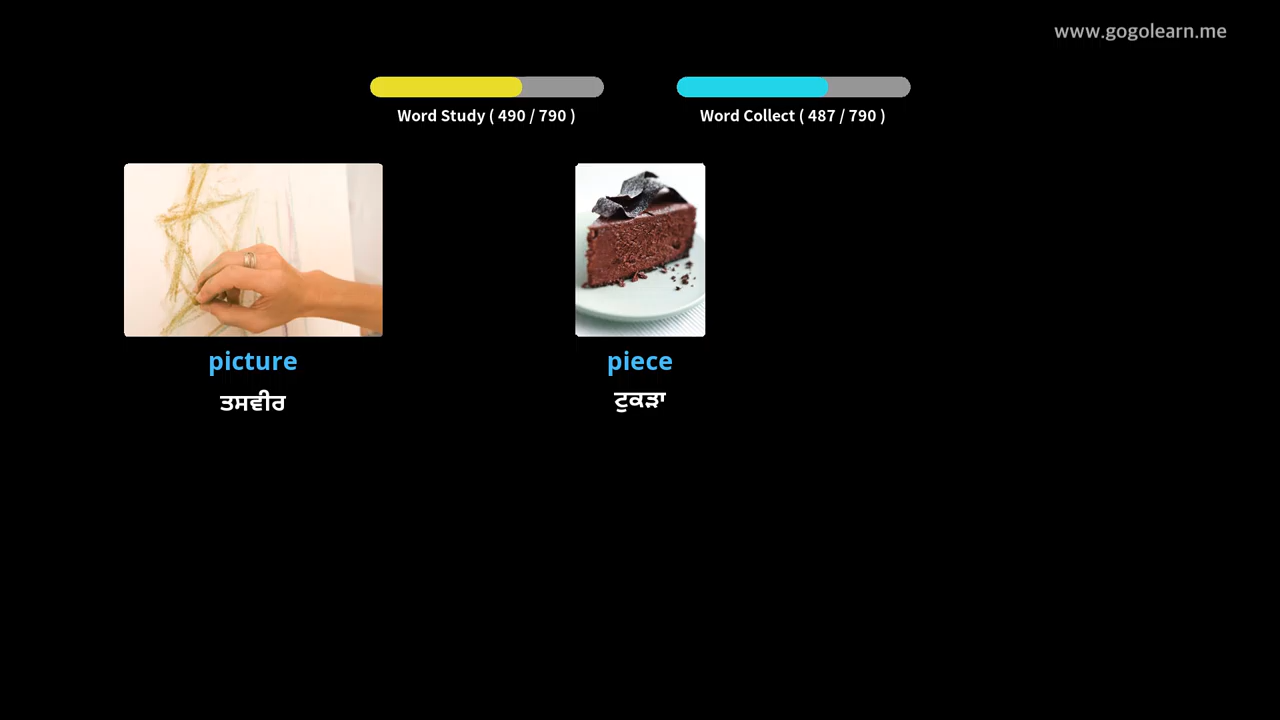 www.gogolearn.me
Word Study ( 490 / 790 )
Word Collect ( 487 / 790 )
picture
ਤਸਵੀਰ
piece
ਟੁਕੜਾ